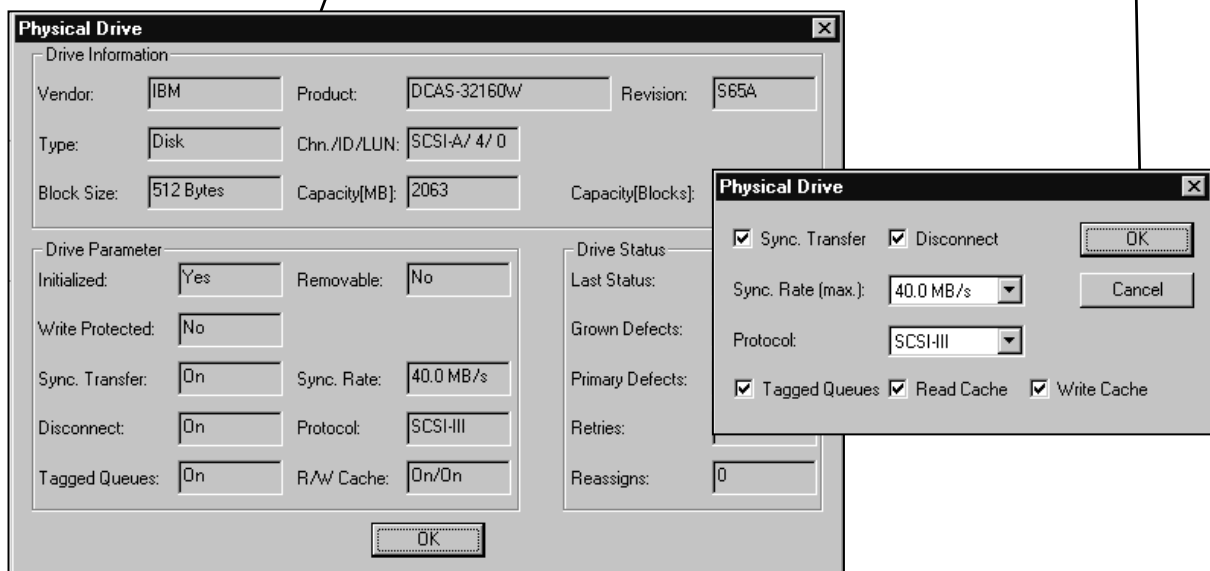 Physical Drive
Drive Information
Vendor: IBM Product: DCAS-32160W Revision: S65A
Type: Disk Chn./ID/LUN: SCSI-A/ 4/ 0
Block Size: 512 Bytes Capacity[MB]: 2063 Capacity[Blocks]:
Drive Parameter
Initialized: Yes Removable: No
Write Protected: No
Sync. Transfer: On Sync. Rate: 40.0 MB/s
Disconnect: On Protocol: SCSI-III
Tagged Queues: On R/W Cache: On/On
Drive Status
Last Status:
Grown Defects:
Primary Defects:
Retries:
Reassigns: 0
OK
Physical Drive
Sync. Transfer Disconnect OK
Sync. Rate (max.): 40.0 MB/s Cancel
Protocol: SCSI-III
Tagged Queues Read Cache Write Cache